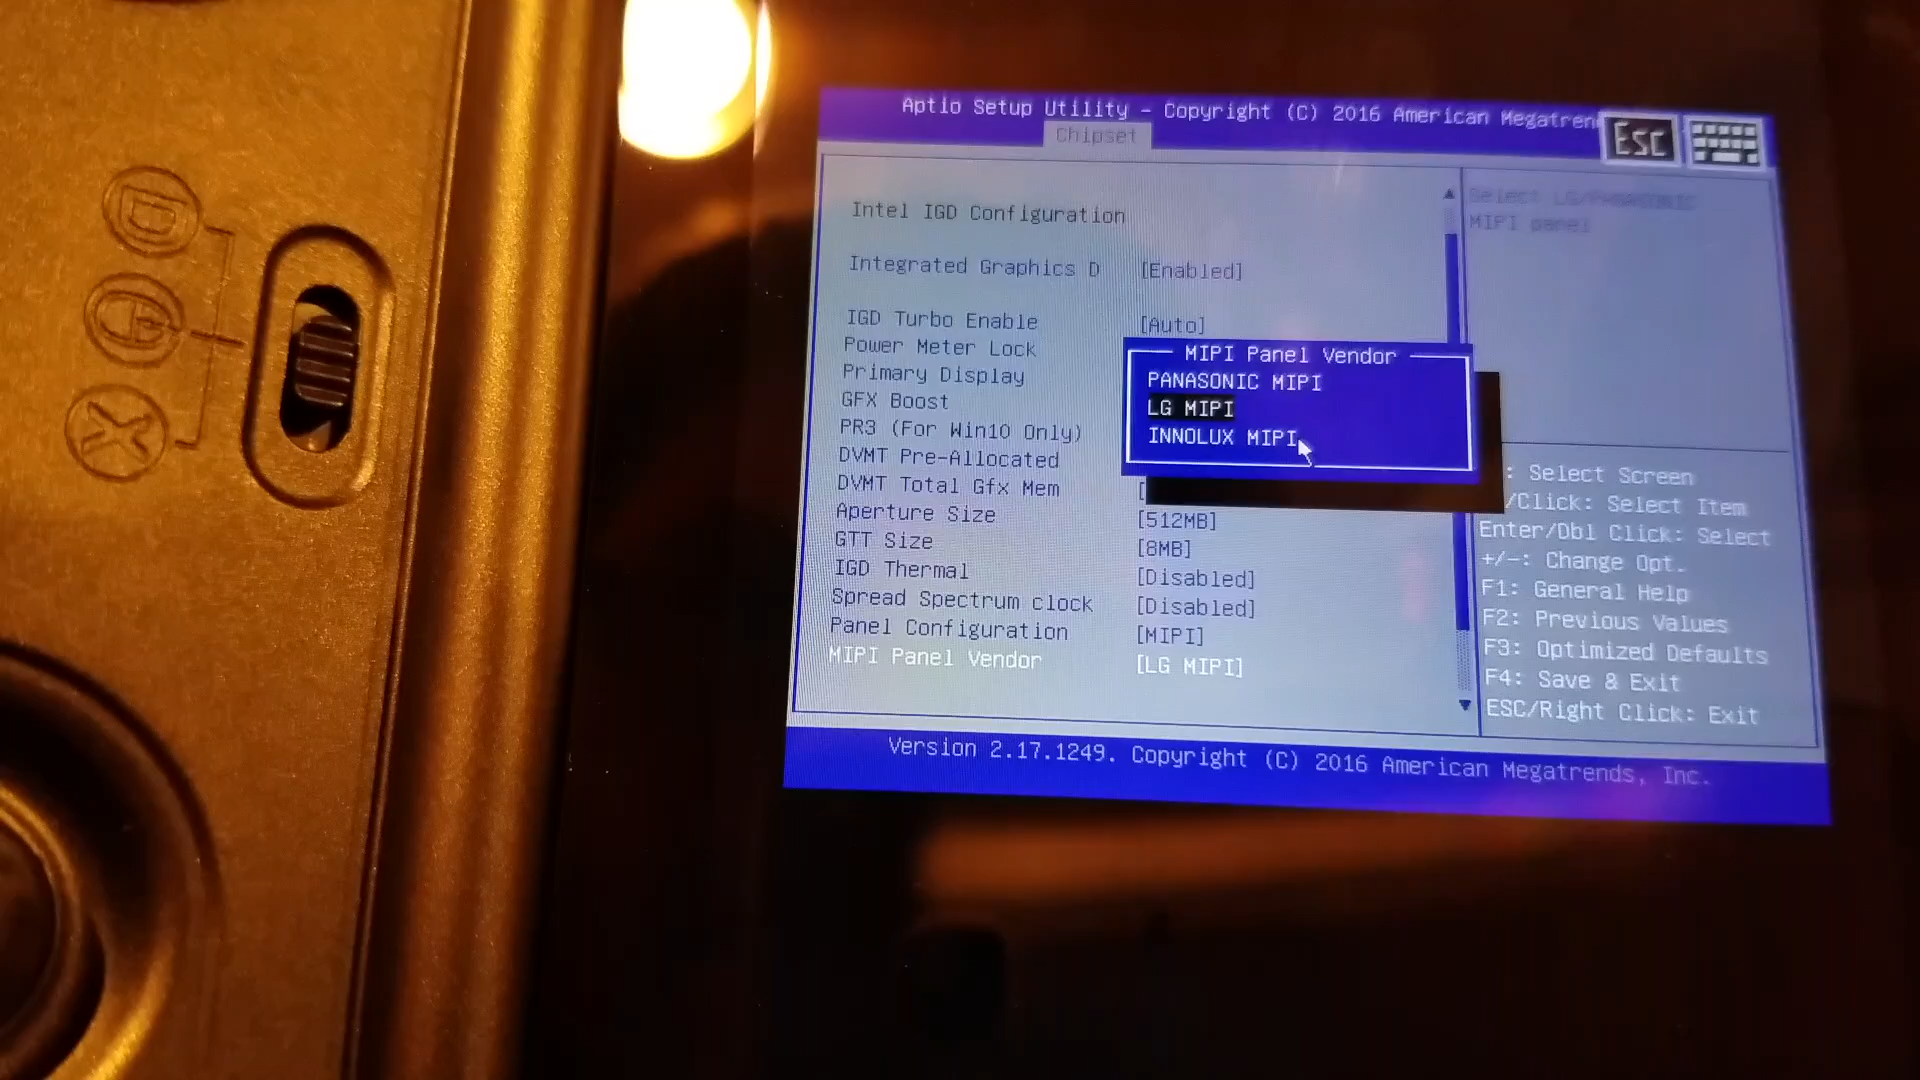 Aptio Setup Utility – Copyright (C) 2016 American Megatren
ESC
Chipset
Intel IGD Configuration
Integrated Graphics D [Enabled]
IGD Turbo Enable [Auto]
Power Meter Lock
Primary Display
GFX Boost
PR3 (For Win10 Only)
DVMT Pre-Allocated
DVMT Total Gfx Mem [
Aperture Size [512MB]
GTT Size [8MB]
IGD Thermal [Disabled]
Spread Spectrum clock [Disabled]
Panel Configuration [MIPI]
MIPI Panel Vendor [LG MIPI]
MIPI Panel Vendor
PANASONIC MIPI
LG MIPI
INNOLUX MIPI
Select LG/PANASONIC
MIPI panel
: Select Screen
/Click: Select Item
Enter/Dbl Click: Select
+/-: Change Opt.
F1: General Help
F2: Previous Values
F3: Optimized Defaults
F4: Save & Exit
ESC/Right Click: Exit
Version 2.17.1249. Copyright (C) 2016 American Megatrends, Inc.
D
X